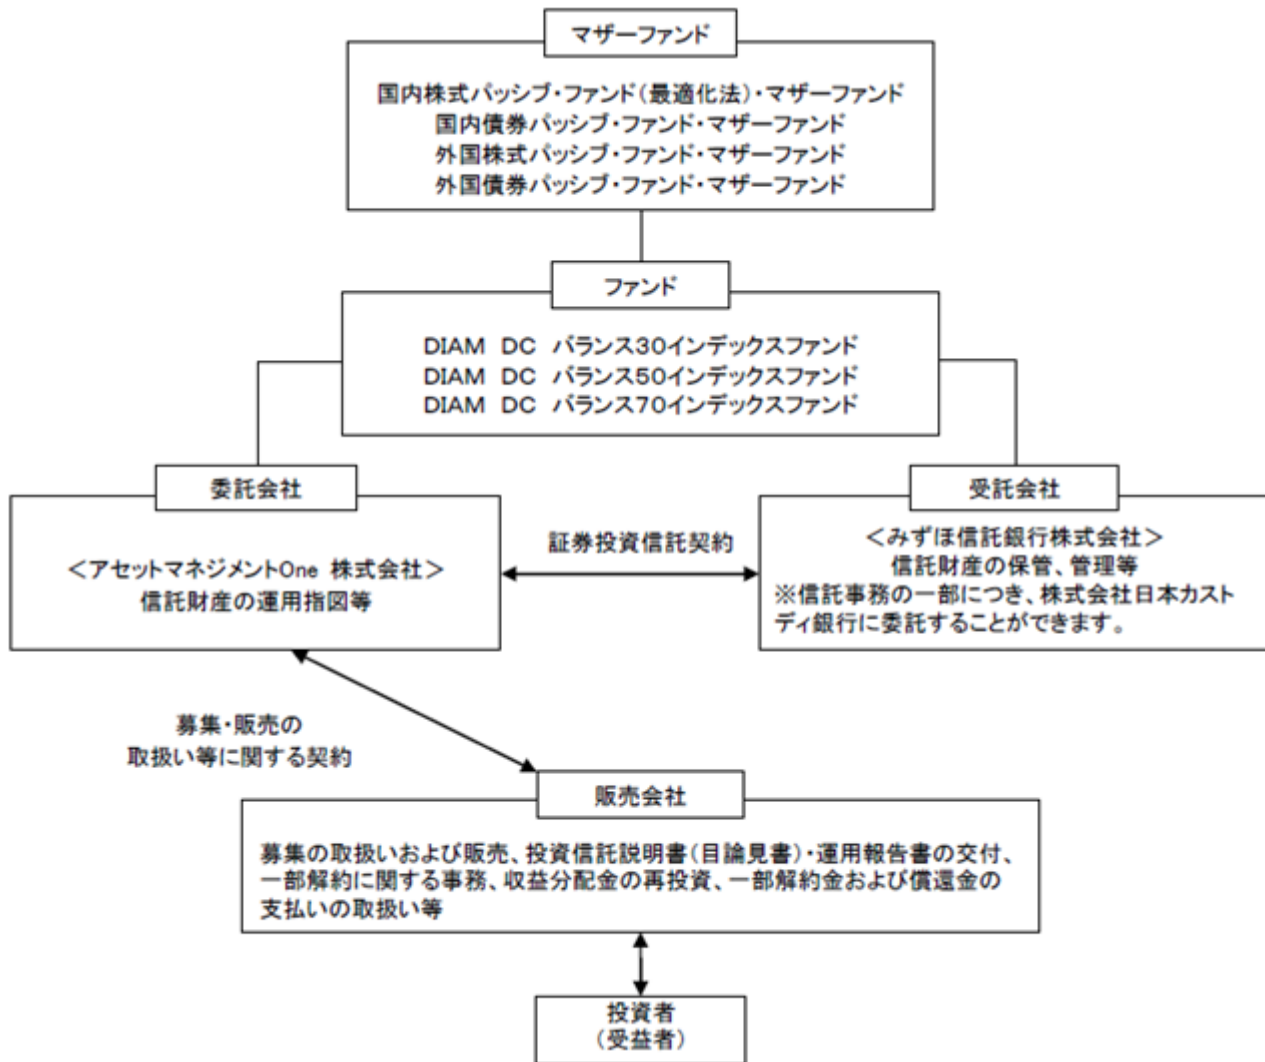 マザーファンド
国内株式パッシブ・ファンド(最適化法)・マザーファンド
国内債券パッシブ・ファンド・マザーファンド
外国株式パッシブ・ファンド・マザーファンド
外国債券パッシブ・ファンド・マザーファンド
ファンド
DIAM DC バランス30インデックスファンド
DIAM DC バランス50インデックスファンド
DIAM DC バランス70インデックスファンド
委託会社
<アセットマネジメントOne 株式会社>
信託財産の運用指図等
証券投資信託契約
受託会社
<みずほ信託銀行株式会社>
信託財産の保管、管理等
※信託事務の一部につき、株式会社日本カスト
ディ銀行に委託することができます。
募集・販売の
取扱い等に関する契約
販売会社
募集の取扱いおよび販売、投資信託説明書(目論見書)・運用報告書の交付、
一部解約に関する事務、収益分配金の再投資、一部解約金および償還金の
支払いの取扱い等
投資者
(受益者)